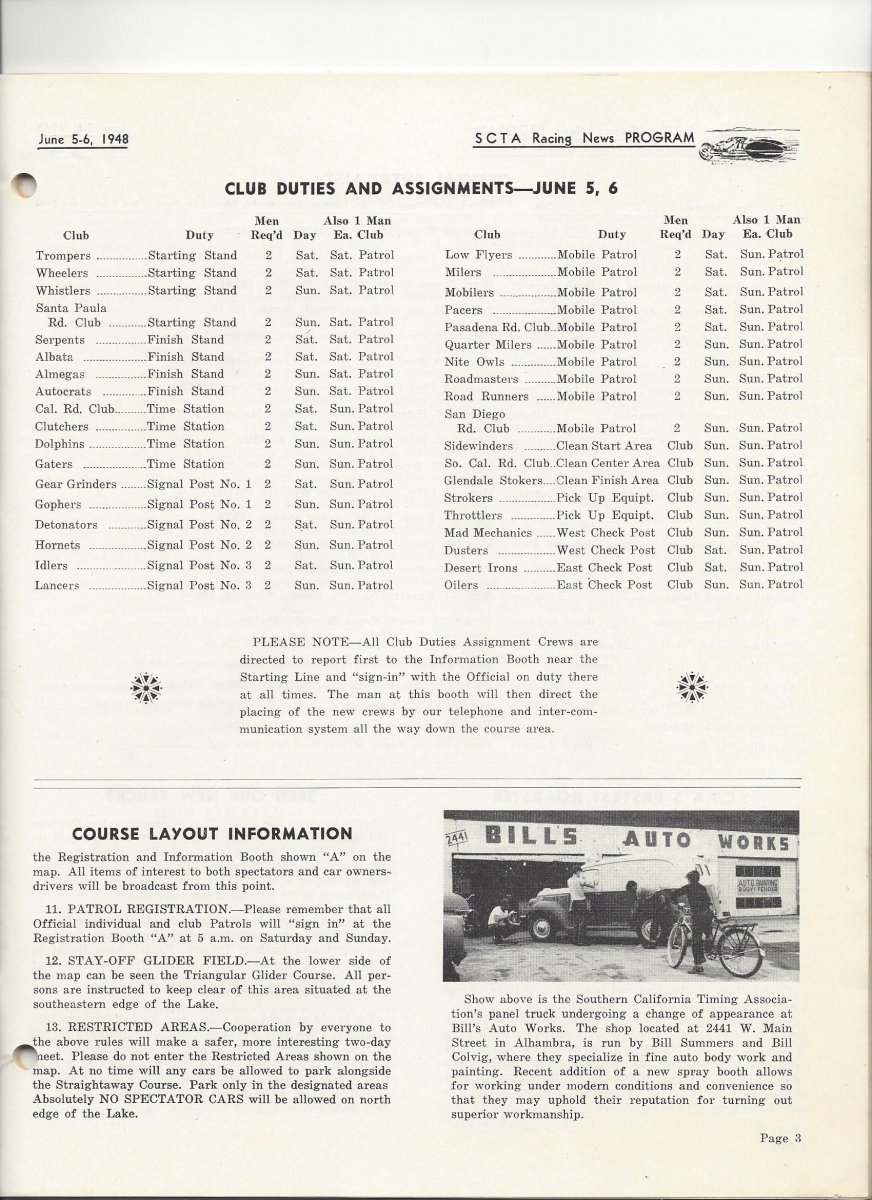 June 5-6, 1948
SCTA Racing News PROGRAM
CLUB DUTIES AND ASSIGNMENTS—JUNE 5, 6
Men Also 1 Man
Club Duty Req'd Day Ea. Club
Trompers ..............Starting Stand 2 Sat. Sat. Patrol
Wheelers ..............Starting Stand 2 Sat. Sat. Patrol
Whistlers ..............Starting Stand 2 Sun. Sat. Patrol
Santa Paula
Rd. Club ..........Starting Stand 2 Sun. Sat. Patrol
Serpents ..............Finish Stand 2 Sat. Sat. Patrol
Albata ................Finish Stand 2 Sat. Sat. Patrol
Almegas ..............Finish Stand 2 Sun. Sat. Patrol
Autocrats ............Finish Stand 2 Sun. Sat. Patrol
Cal. Rd. Club.........Time Station 2 Sat. Sun. Patrol
Clutchers ..............Time Station 2 Sat. Sun. Patrol
Dolphins ...............Time Station 2 Sun. Sun. Patrol
Gaters .................Time Station 2 Sun. Sun. Patrol
Gear Grinders .......Signal Post No. 1 2 Sat. Sun. Patrol
Gophers ...............Signal Post No. 1 2 Sun. Sun. Patrol
Detonators ..........Signal Post No. 2 2 Sat. Sun. Patrol
Hornets ...............Signal Post No. 2 2 Sun. Sun. Patrol
Idlers ...................Signal Post No. 3 2 Sat. Sun. Patrol
Lancers ................Signal Post No. 3 2 Sun. Sun. Patrol
Men Also 1 Man
Club Duty Req'd Day Ea. Club
Low Flyers ..........Mobile Patrol 2 Sat. Sun. Patrol
Milers .................Mobile Patrol 2 Sat. Sun. Patrol
Mobilers ...............Mobile Patrol 2 Sat. Sun. Patrol
Pacers ..................Mobile Patrol 2 Sat. Sun. Patrol
Pasadena Rd. Club..Mobile Patrol 2 Sat. Sun. Patrol
Quarter Milers .....Mobile Patrol 2 Sun. Sun. Patrol
Nite Owls .............Mobile Patrol 2 Sun. Sun. Patrol
Roadmasters ........Mobile Patrol 2 Sun. Sun. Patrol
Road Runners ......Mobile Patrol 2 Sun. Sun. Patrol
San Diego
Rd. Club ...........Mobile Patrol 2 Sun. Sun. Patrol
Sidewinders .........Clean Start Area Club Sun. Sun. Patrol
So. Cal. Rd. Club..Clean Center Area Club Sun. Sun. Patrol
Glendale Stokers....Clean Finish Area Club Sun. Sun. Patrol
Strokers ...............Pick Up Equipt. Club Sun. Sun. Patrol
Throttlers ............Pick Up Equipt. Club Sun. Sun. Patrol
Mad Mechanics .....West Check Post Club Sun. Sun. Patrol
Dusters ................West Check Post Club Sat. Sun. Patrol
Desert Irons .........East Check Post Club Sat. Sun. Patrol
Oilers ...................East Check Post Club Sun. Sun. Patrol
PLEASE NOTE—All Club Duties Assignment Crews are
directed to report first to the Information Booth near the
Starting Line and “sign-in” with the Official on duty there
at all times. The man at this booth will then direct the
placing of the new crews by our telephone and inter-com-
munication system all the way down the course area.
COURSE LAYOUT INFORMATION
the Registration and Information Booth shown “A” on the
map. All items of interest to both spectators and car owners-
drivers will be broadcast from this point.
11. PATROL REGISTRATION.—Please remember that all
Official individual and club Patrols will “sign in” at the
Registration Booth “A” at 5 a.m. on Saturday and Sunday.
12. STAY-OFF GLIDER FIELD.—At the lower side of
the map can be seen the Triangular Glider Course. All per-
sons are instructed to keep clear of this area situated at the
southeastern edge of the Lake.
13. RESTRICTED AREAS.—Cooperation by everyone to
the above rules will make a safer, more interesting two-day
meet. Please do not enter the Restricted Areas shown on the
map. At no time will any cars be allowed to park alongside
the Straightaway Course. Park only in the designated areas
Absolutely NO SPECTATOR CARS will be allowed on north
edge of the Lake.
2441 BILL'S AUTO WORKS
AUTO PAINTING
BODY & FENDER
Show above is the Southern California Timing Associa-
tion's panel truck undergoing a change of appearance at
Bill's Auto Works. The shop located at 2441 W. Main
Street in Alhambra, is run by Bill Summers and Bill
Colvig, where they specialize in fine auto body work and
painting. Recent addition of a new spray booth allows
for working under modern conditions and convenience so
that they may uphold their reputation for turning out
superior workmanship.
Page 3